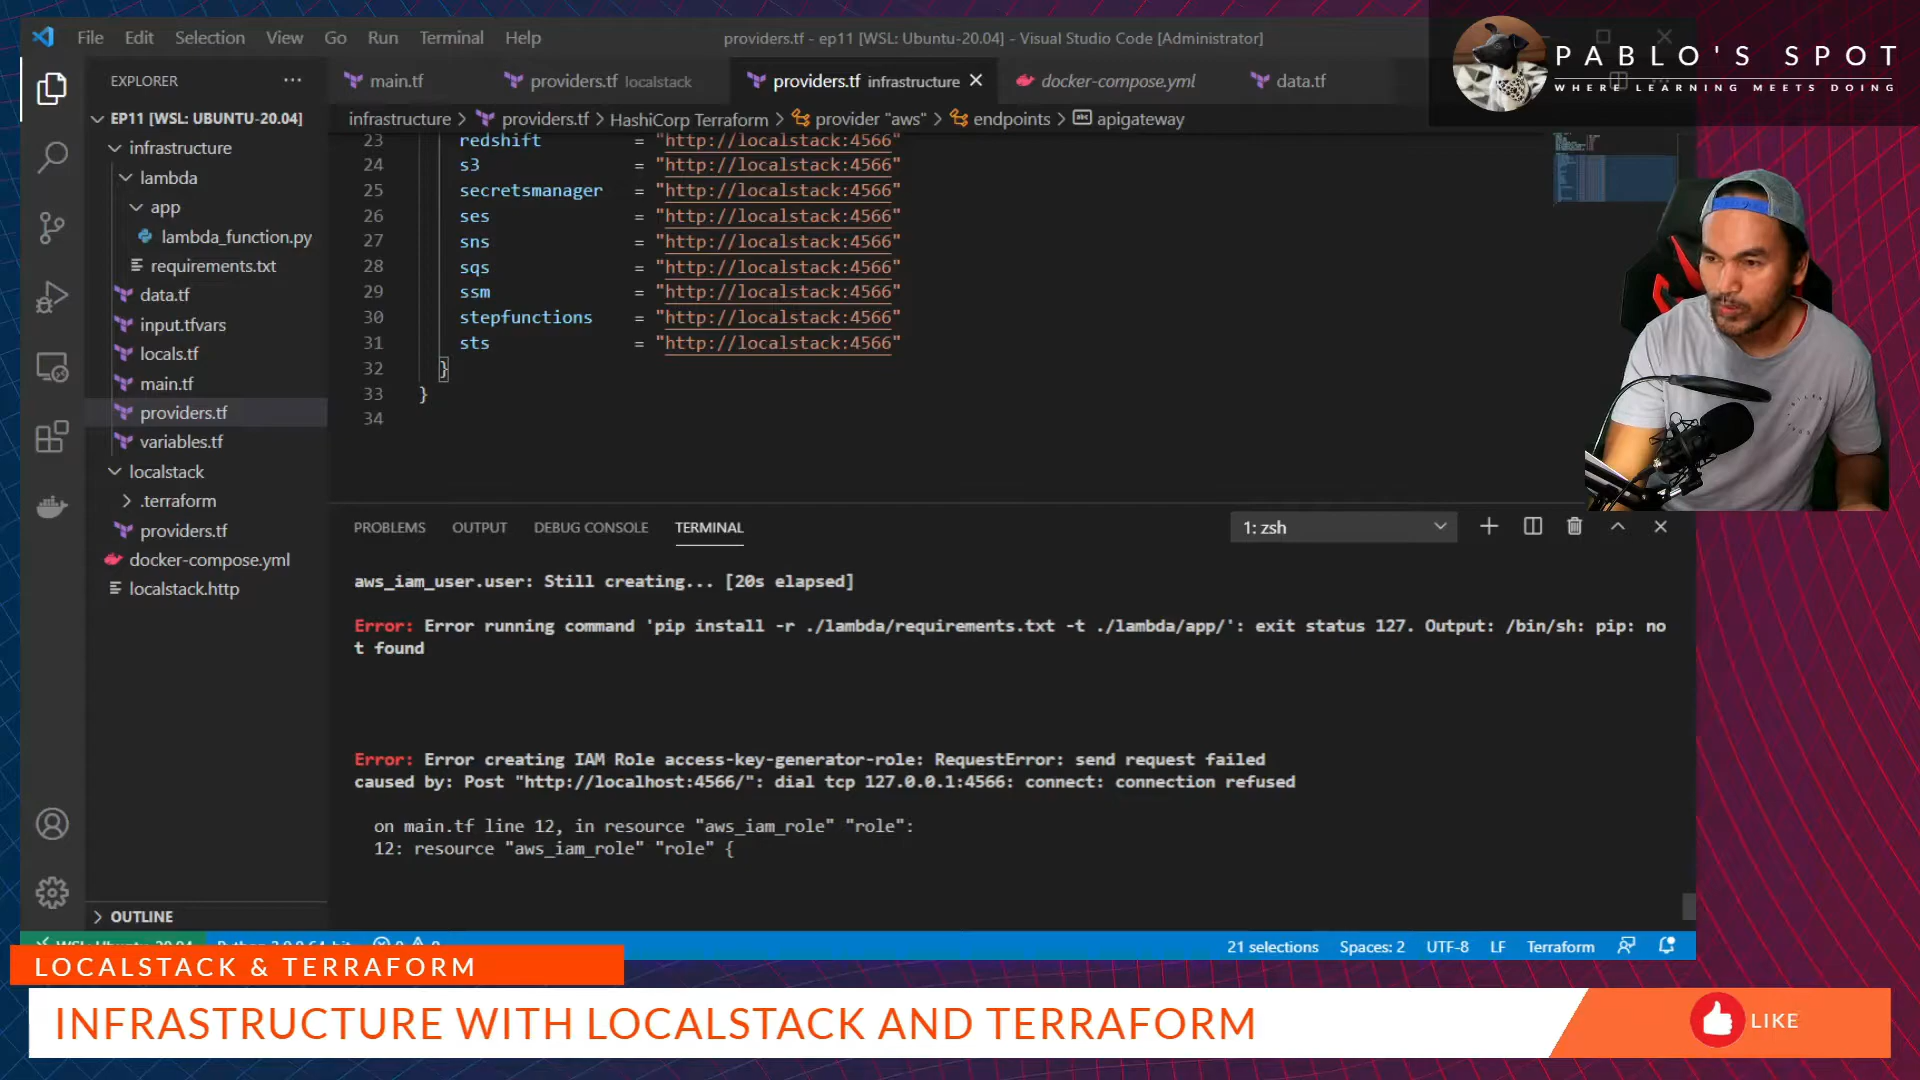 File Edit Selection View Go Run Terminal Help
providers.tf - ep11 [WSL: Ubuntu-20.04] - Visual Studio Code [Administrator]
PABLO'S SPOT
WHERE LEARNING MEETS DOING
EXPLORER
EP11 [WSL: UBUNTU-20.04]
infrastructure
lambda
app
lambda_function.py
requirements.txt
data.tf
input.tfvars
locals.tf
main.tf
providers.tf
variables.tf
localstack
.terraform
providers.tf
docker-compose.yml
localstack.http
OUTLINE
main.tf
providers.tf localstack
providers.tf infrastructure
docker-compose.yml
data.tf
infrastructure > providers.tf > HashiCorp Terraform > provider "aws" > endpoints > apigateway
23 redshift = "http://localstack:4566"
24 s3 = "http://localstack:4566"
25 secretsmanager = "http://localstack:4566"
26 ses = "http://localstack:4566"
27 sns = "http://localstack:4566"
28 sqs = "http://localstack:4566"
29 ssm = "http://localstack:4566"
30 stepfunctions = "http://localstack:4566"
31 sts = "http://localstack:4566"
32 }
33 }
34
PROBLEMS OUTPUT DEBUG CONSOLE TERMINAL
1: zsh
aws_iam_user.user: Still creating... [20s elapsed]
Error: Error running command 'pip install -r ./lambda/requirements.txt -t ./lambda/app/': exit status 127. Output: /bin/sh: pip: no
t found
Error: Error creating IAM Role access-key-generator-role: RequestError: send request failed
caused by: Post "http://localhost:4566/": dial tcp 127.0.0.1:4566: connect: connection refused
on main.tf line 12, in resource "aws_iam_role" "role":
12: resource "aws_iam_role" "role" {
21 selections Spaces: 2 UTF-8 LF Terraform
LOCALSTACK & TERRAFORM
INFRASTRUCTURE WITH LOCALSTACK AND TERRAFORM
LIKE